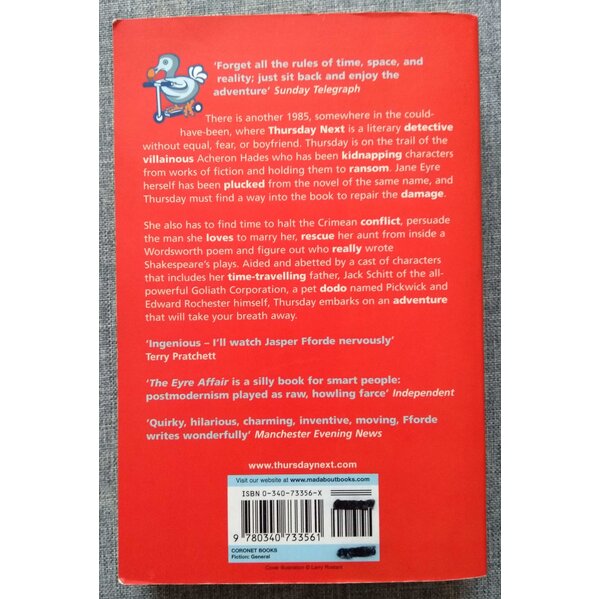 ‘Forget all the rules of time, space, and
reality; just sit back and enjoy the
adventure’ Sunday Telegraph
There is another 1985, somewhere in the could-
have-been, where Thursday Next is a literary detective
without equal, fear, or boyfriend. Thursday is on the trail of the
villainous Acheron Hades who has been kidnapping characters
from works of fiction and holding them to ransom. Jane Eyre
herself has been plucked from the novel of the same name, and
Thursday must find a way into the book to repair the damage.
She also has to find time to halt the Crimean conflict, persuade
the man she loves to marry her, rescue her aunt from inside a
Wordsworth poem and figure out who really wrote
Shakespeare's plays. Aided and abetted by a cast of characters
that includes her time-travelling father, Jack Schitt of the all-
powerful Goliath Corporation, a pet dodo named Pickwick and
Edward Rochester himself, Thursday embarks on an adventure
that will take your breath away.
‘Ingenious – I’ll watch Jasper Fforde nervously’
Terry Pratchett
‘The Eyre Affair is a silly book for smart people:
postmodernism played as raw, howling farce’ Independent
‘Quirky, hilarious, charming, inventive, moving, Fforde
writes wonderfully’ Manchester Evening News
www.thursdaynext.com
Visit our website at www.madaboutbooks.com
ISBN 0-340-73356-X
9 780340 733561
CORONET BOOKS
Fiction: General
Cover illustration © Larry Rostant